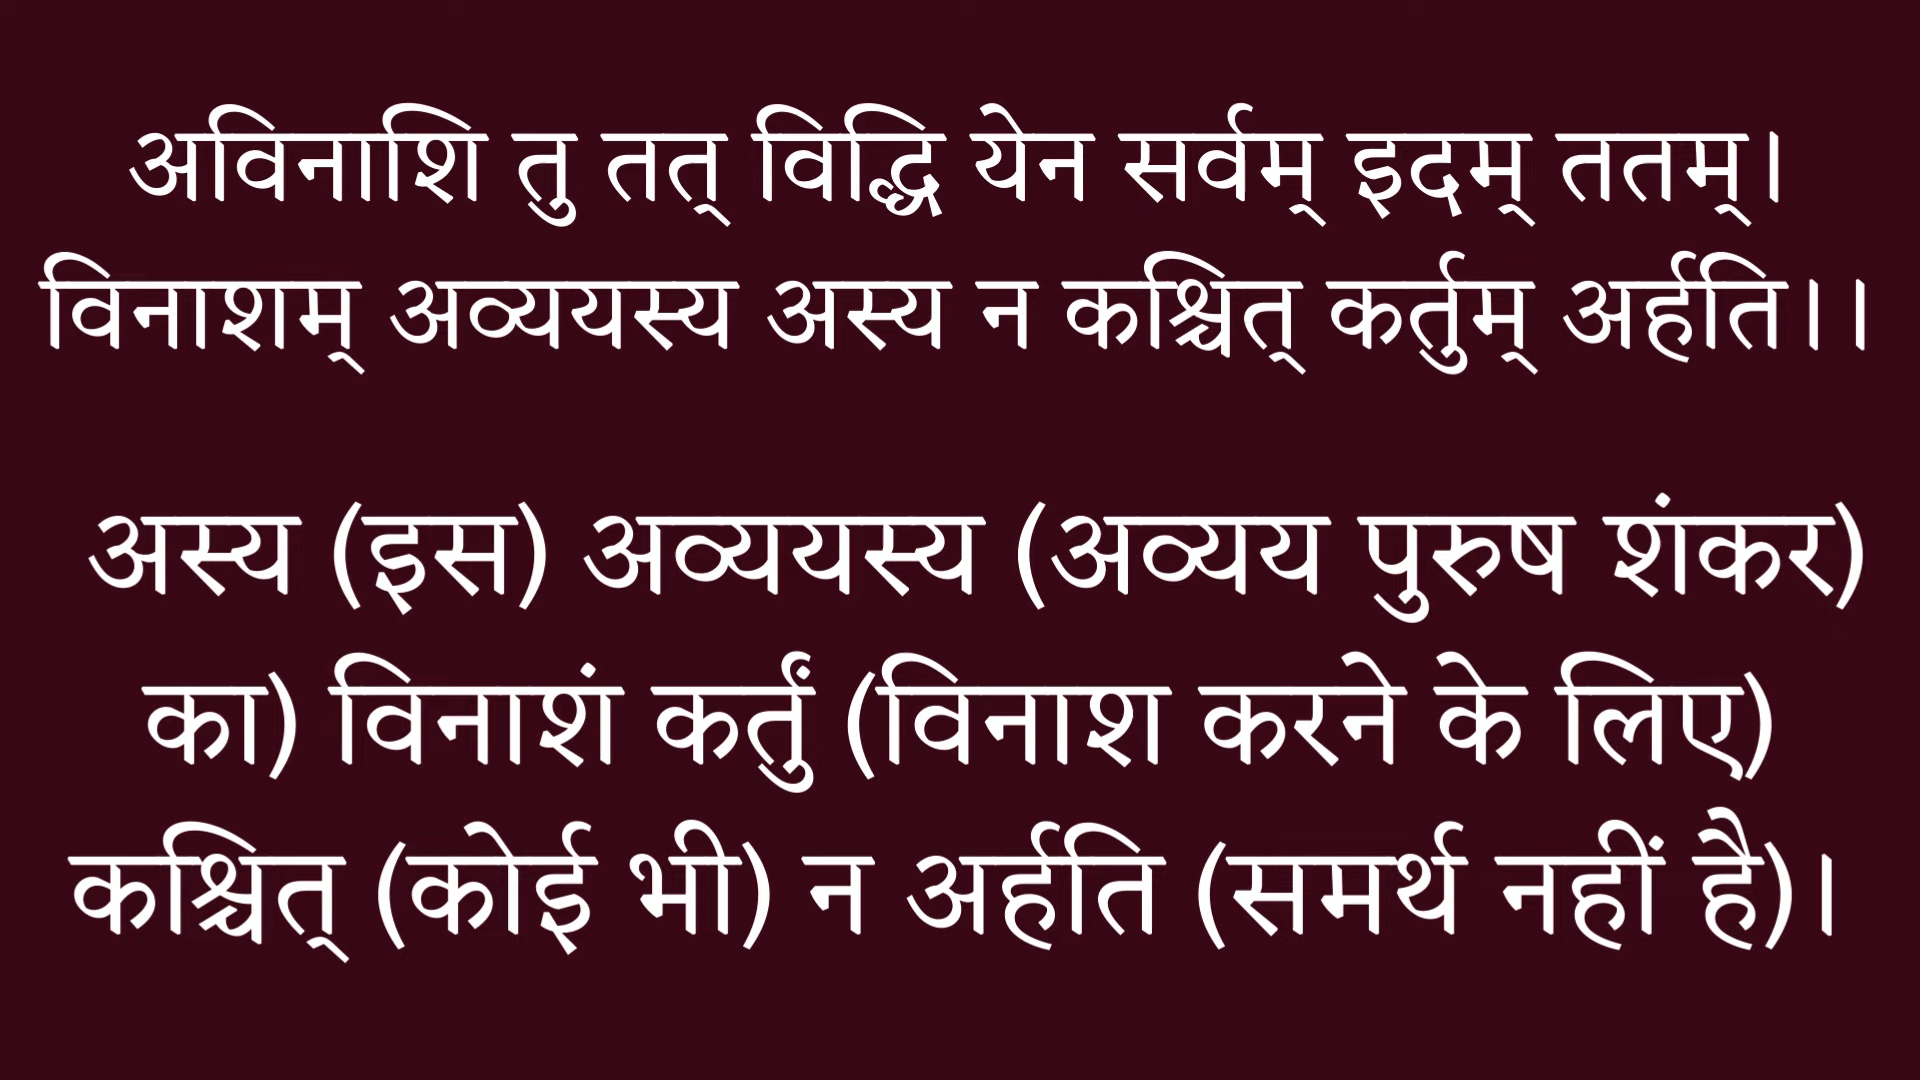 अविनाशि तु तत् विद्धि येन सर्वम् इदम् ततम्।
विनाशम् अव्ययस्य अस्य न कश्चित् कर्तुम् अर्हति।।
अस्य (इस) अव्ययस्य (अव्यय पुरुष शंकर)
का) विनाशं कर्तुं (विनाश करने के लिए)
कश्चित् (कोई भी) न अर्हति (समर्थ नहीं है)।